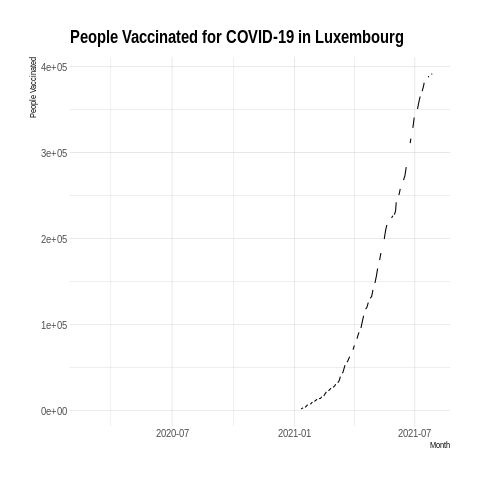 People Vaccinated for COVID-19 in Luxembourg
People Vaccinated
4e+05
3e+05
2e+05
1e+05
0e+00
2020-07
2021-01
2021-07
Month